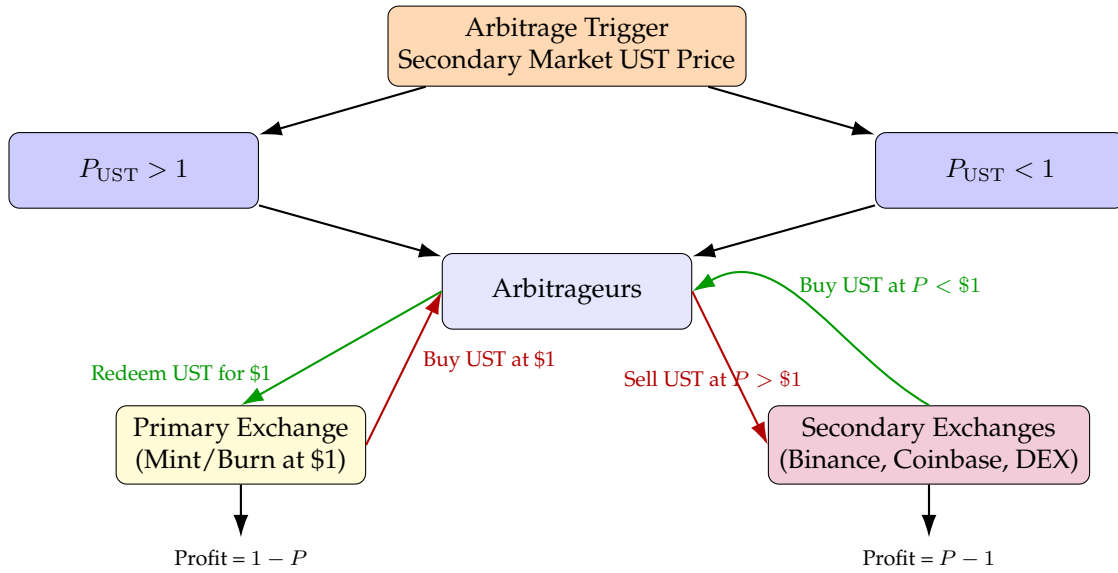 Arbitrage Trigger
Secondary Market UST Price
P_UST > 1
P_UST < 1
Arbitrageurs
Buy UST at P < $1
Buy UST at $1
Redeem UST for $1
Sell UST at P > $1
Primary Exchange
(Mint/Burn at $1)
Secondary Exchanges
(Binance, Coinbase, DEX)
Profit = 1 − P
Profit = P − 1